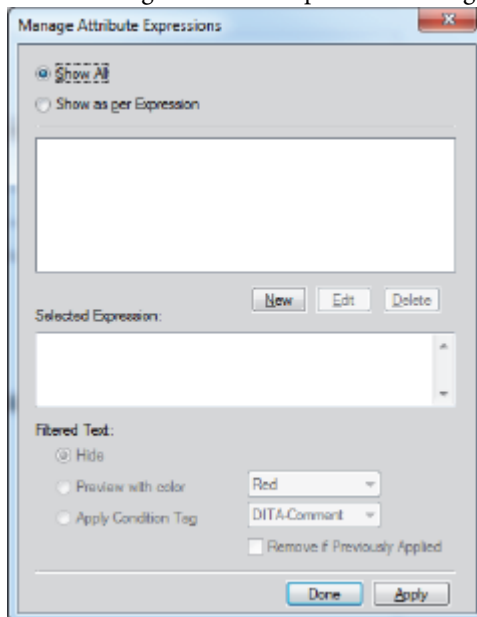 Manage Attribute Expressions
Show All
Show as per Expression
New Edit Delete
Selected Expression:
Filtered Text:
Hide
Preview with color Red
Apply Condition Tag DITA-Comment
Remove if Previously Applied
Done Apply